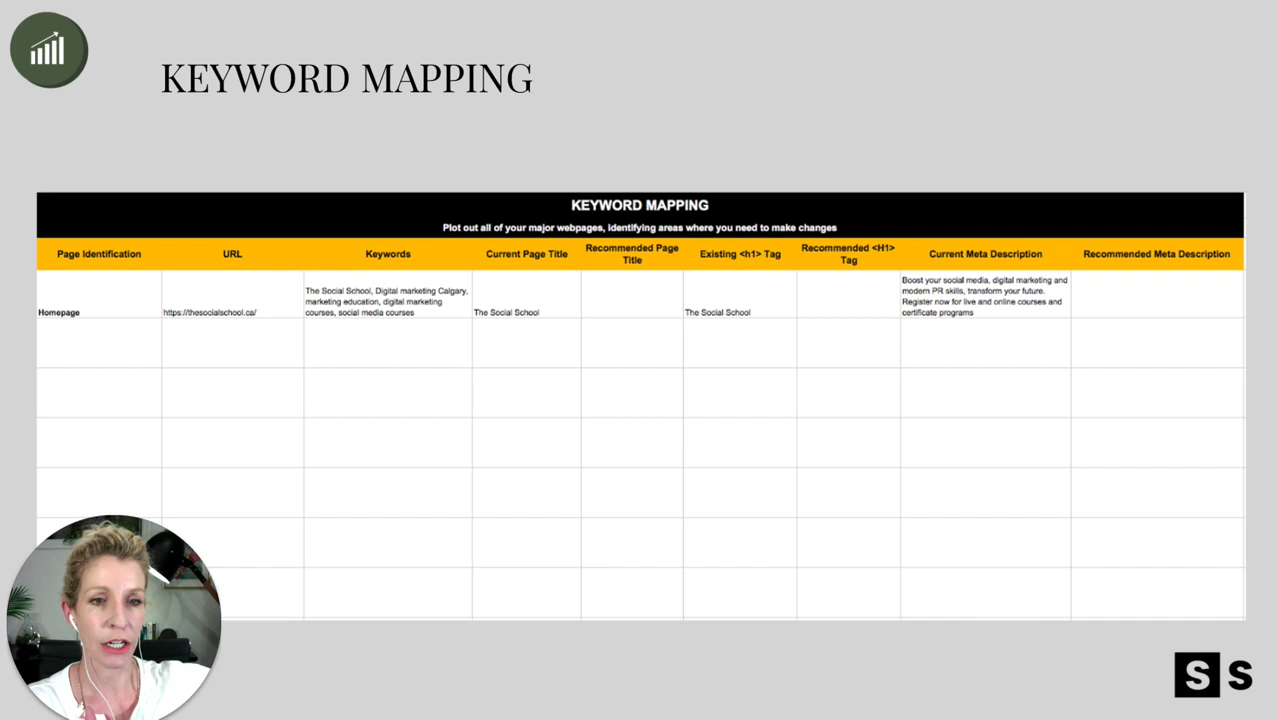 KEYWORD MAPPING
KEYWORD MAPPING
Plot out all of your major webpages, identifying areas where you need to make changes
Page Identification
URL
Keywords
Current Page Title
Recommended Page
Title
Existing <h1> Tag
Recommended <H1>
Tag
Current Meta Description
Recommended Meta Description
Homepage
https://thesocialschool.ca/
The Social School, Digital marketing Calgary,
marketing education, digital marketing
courses, social media courses
The Social School
The Social School
Boost your social media, digital marketing and
modern PR skills, transform your future.
Register now for live and online courses and
certificate programs
S S